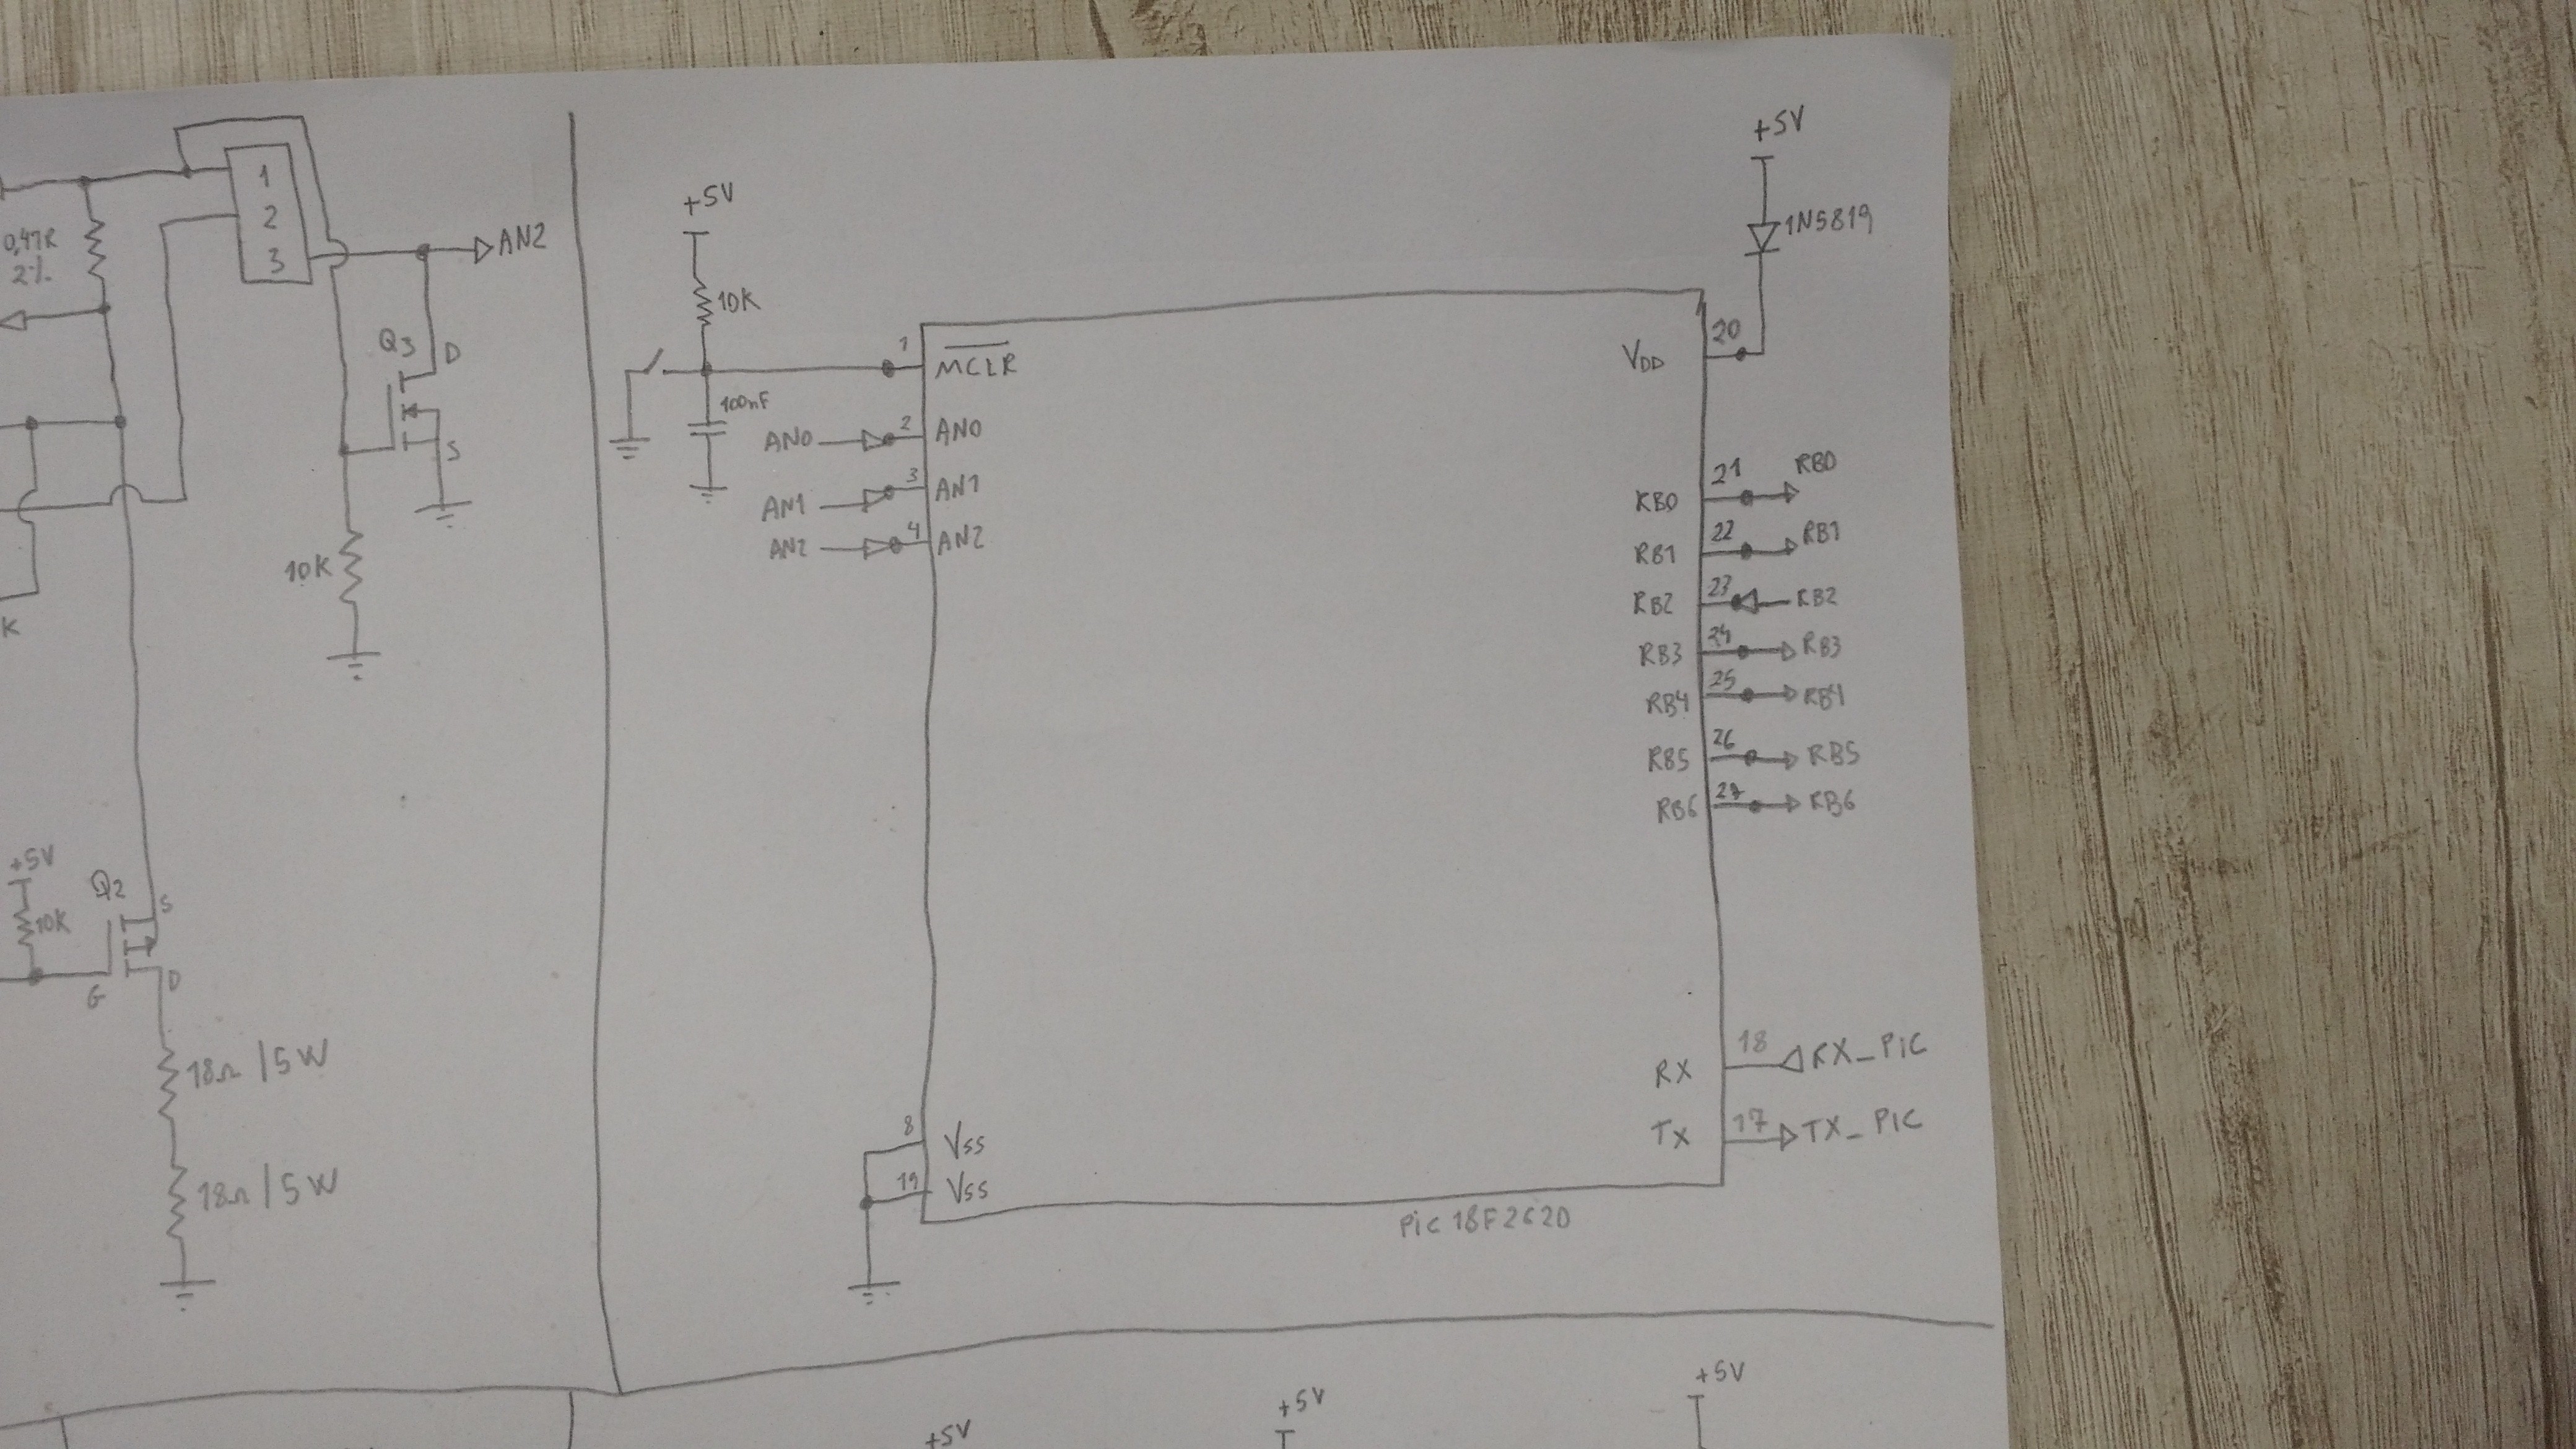 1
2
3
AN2
0,47R
2%
Q3
D
S
10K
K
+5V
10K
Q2
S
G
D
18Ω/5W
18Ω/5W
+5V
10K
100nF
1
MCLR
AN0
2
AN0
AN1
3
AN1
AN2
4
AN2
8
VSS
19
VSS
+5V
1N5819
VDD
20
RB0
21
RB0
RB1
22
RB1
RB2
23
RB2
RB3
24
RB3
RB4
25
RB4
RB5
26
RB5
RB6
27
RB6
RX
18
RX_PiC
TX
17
TX_PiC
PiC18F2620
+5V
+5V
+5V